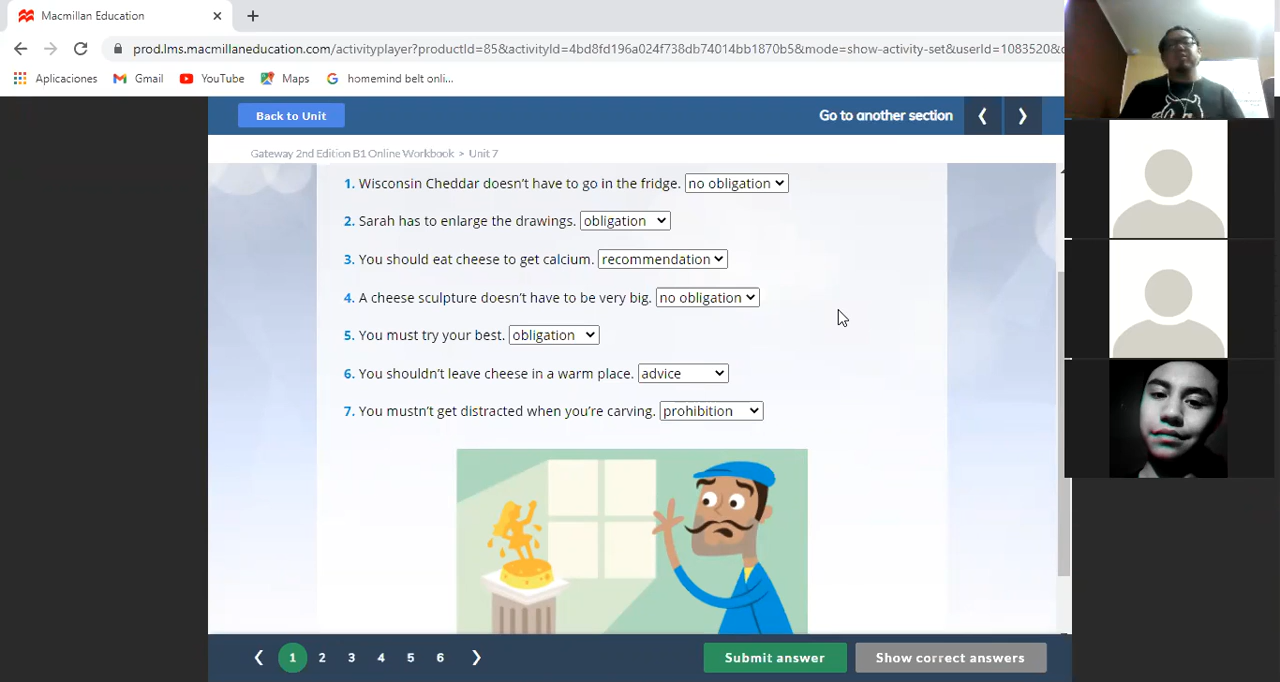 Macmillan Education
prod.lms.macmillaneducation.com/activityplayer?productId=85&activityId=4bd8fd196a024f738db74014bb1870b5&mode=show-activity-set&userId=1083520&c
Aplicaciones Gmail YouTube Maps homemind belt onli...
Back to Unit Go to another section
Gateway 2nd Edition B1 Online Workbook > Unit 7
1. Wisconsin Cheddar doesn't have to go in the fridge. no obligation
2. Sarah has to enlarge the drawings. obligation
3. You should eat cheese to get calcium. recommendation
4. A cheese sculpture doesn't have to be very big. no obligation
5. You must try your best. obligation
6. You shouldn't leave cheese in a warm place. advice
7. You mustn't get distracted when you're carving. prohibition
1 2 3 4 5 6 Submit answer Show correct answers